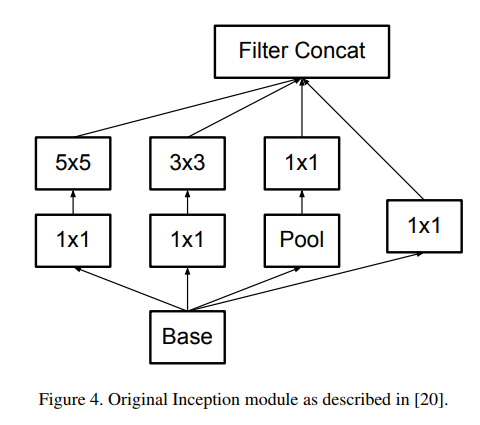 Filter Concat
5x5
3x3
1x1
1x1
1x1
Pool
1x1
Base
Figure 4. Original Inception module as described in [20].